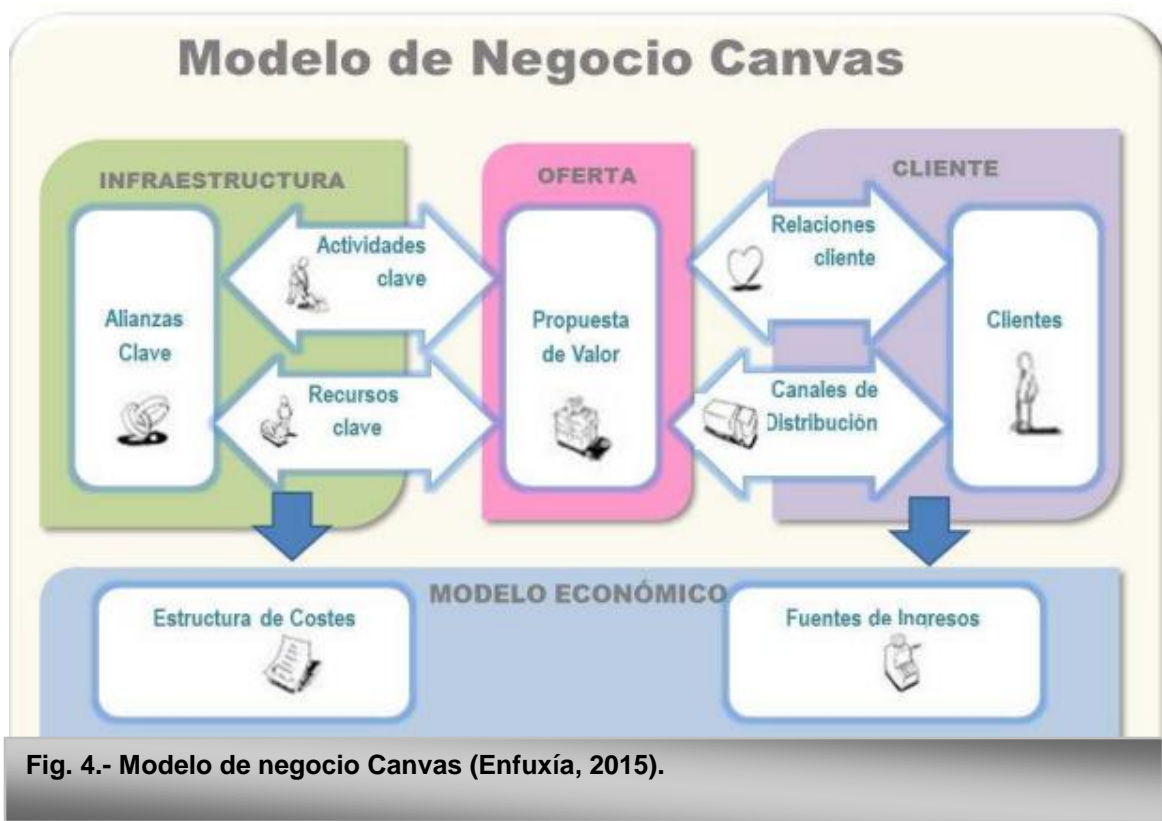 Modelo de Negocio Canvas
INFRAESTRUCTURA
Alianzas
Clave
Actividades
clave
Recursos
clave
OFERTA
Propuesta
de Valor
CLIENTE
Relaciones
cliente
Canales de
Distribución
Clientes
MODELO ECONÓMICO
Estructura de Costes
Fuentes de Ingresos
Fig. 4.- Modelo de negocio Canvas (Enfuxía, 2015).